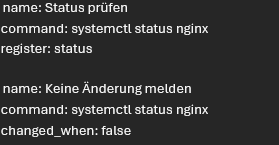 name: Status prüfen
command: systemctl status nginx
register: status

name: Keine Änderung melden
command: systemctl status nginx
changed_when: false